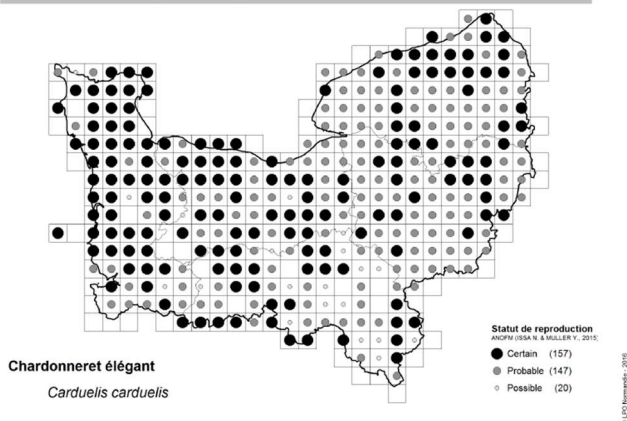 Statut de reproduction
ANOFM (ISSA N. & MULLER Y., 2015)
Certain (157)
Probable (147)
Possible (20)
Chardonneret élégant
Carduelis carduelis
LPO Normandie - 2016